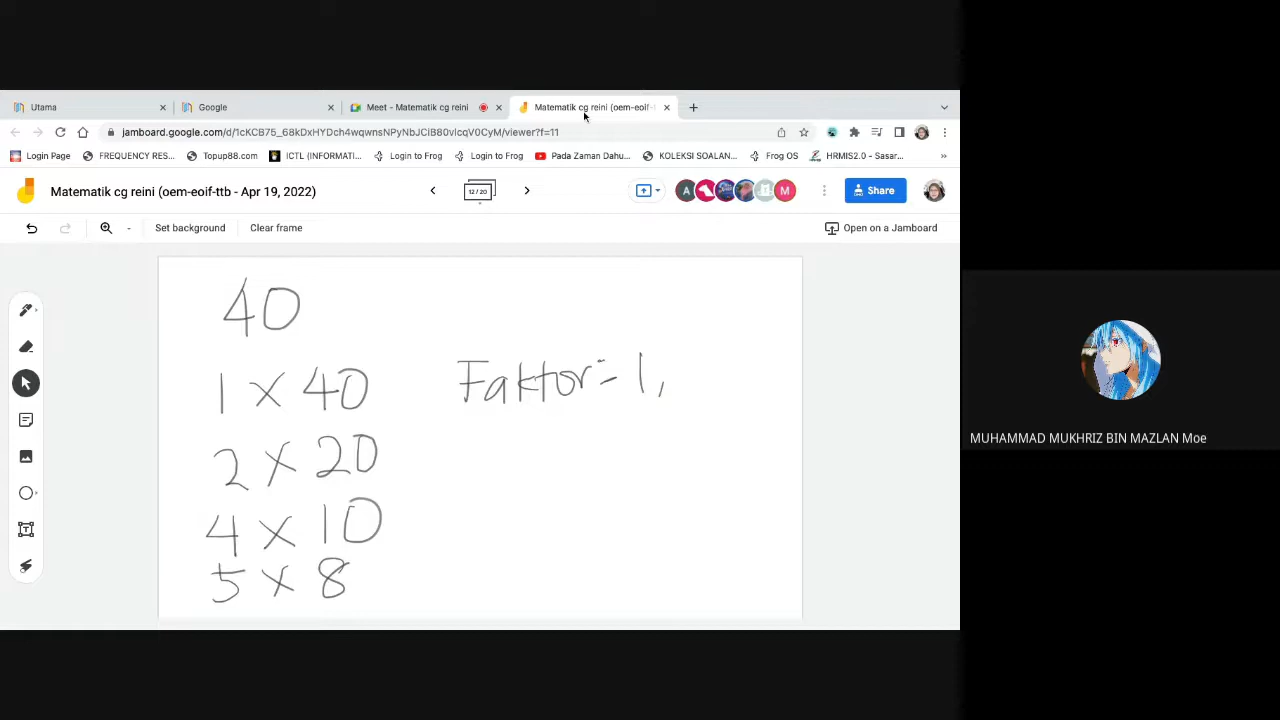 Utama
Google
Meet - Matematik cg reini
Matematik cg reini (oem-eoif-
jamboard.google.com/d/1cKCB75_68kDxHYDch4wqwnsNPyNbJCiB80vlcqV0CyM/viewer?f=11
Login Page
FREQUENCY RES...
Topup88.com
ICTL (INFORMATI...
Login to Frog
Login to Frog
Pada Zaman Dahu...
KOLEKSI SOALAN...
Frog OS
HRMIS2.0 - Sasar...
Matematik cg reini (oem-eoif-ttb - Apr 19, 2022)
12 / 20
A
M
Share
Set background
Clear frame
Open on a Jamboard
40
1 x 40
Faktor = 1,
2 x 20
4 x 10
5 x 8
MUHAMMAD MUKHRIZ BIN MAZLAN Moe